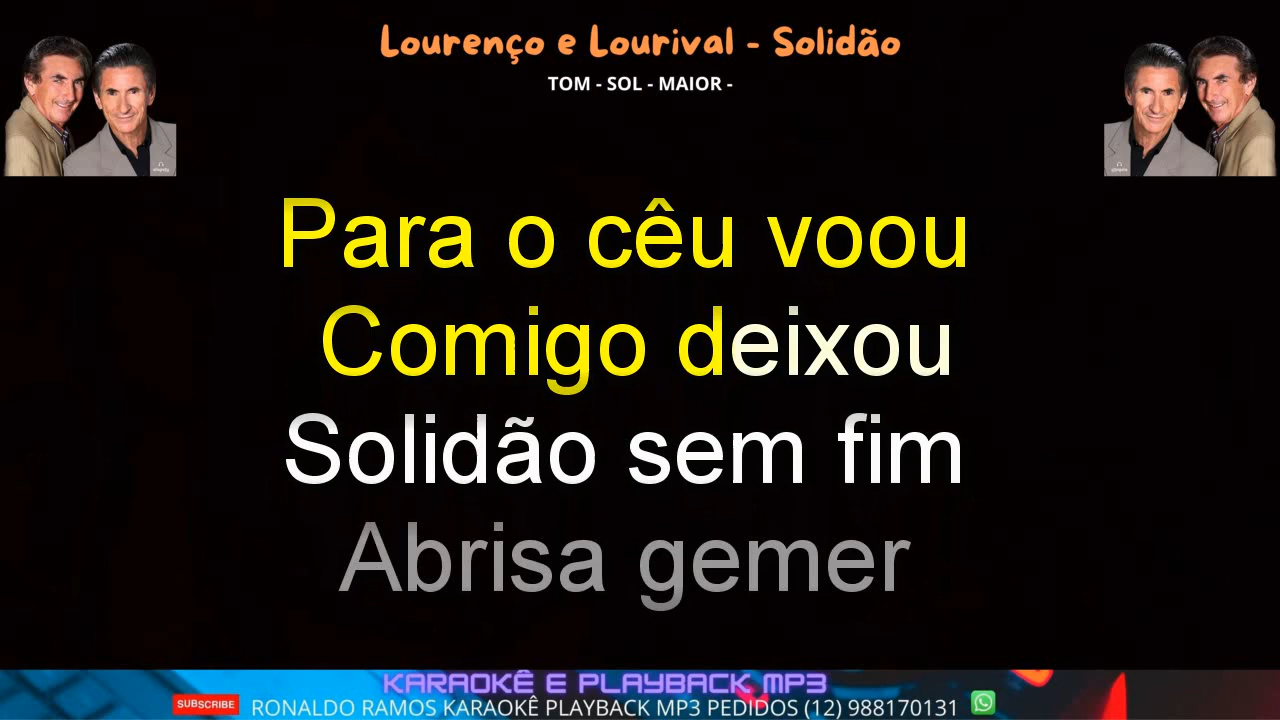 Lourenço e Lourival - Solidão
TOM - SOL - MAIOR -
Para o cêu voou
Comigo deixou
Solidão sem fim
Abrisa gemer
KARAOKÊ E PLAYBACK MP3
SUBSCRIBE
RONALDO RAMOS KARAOKÊ PLAYBACK MP3 PEDIDOS (12) 988170131